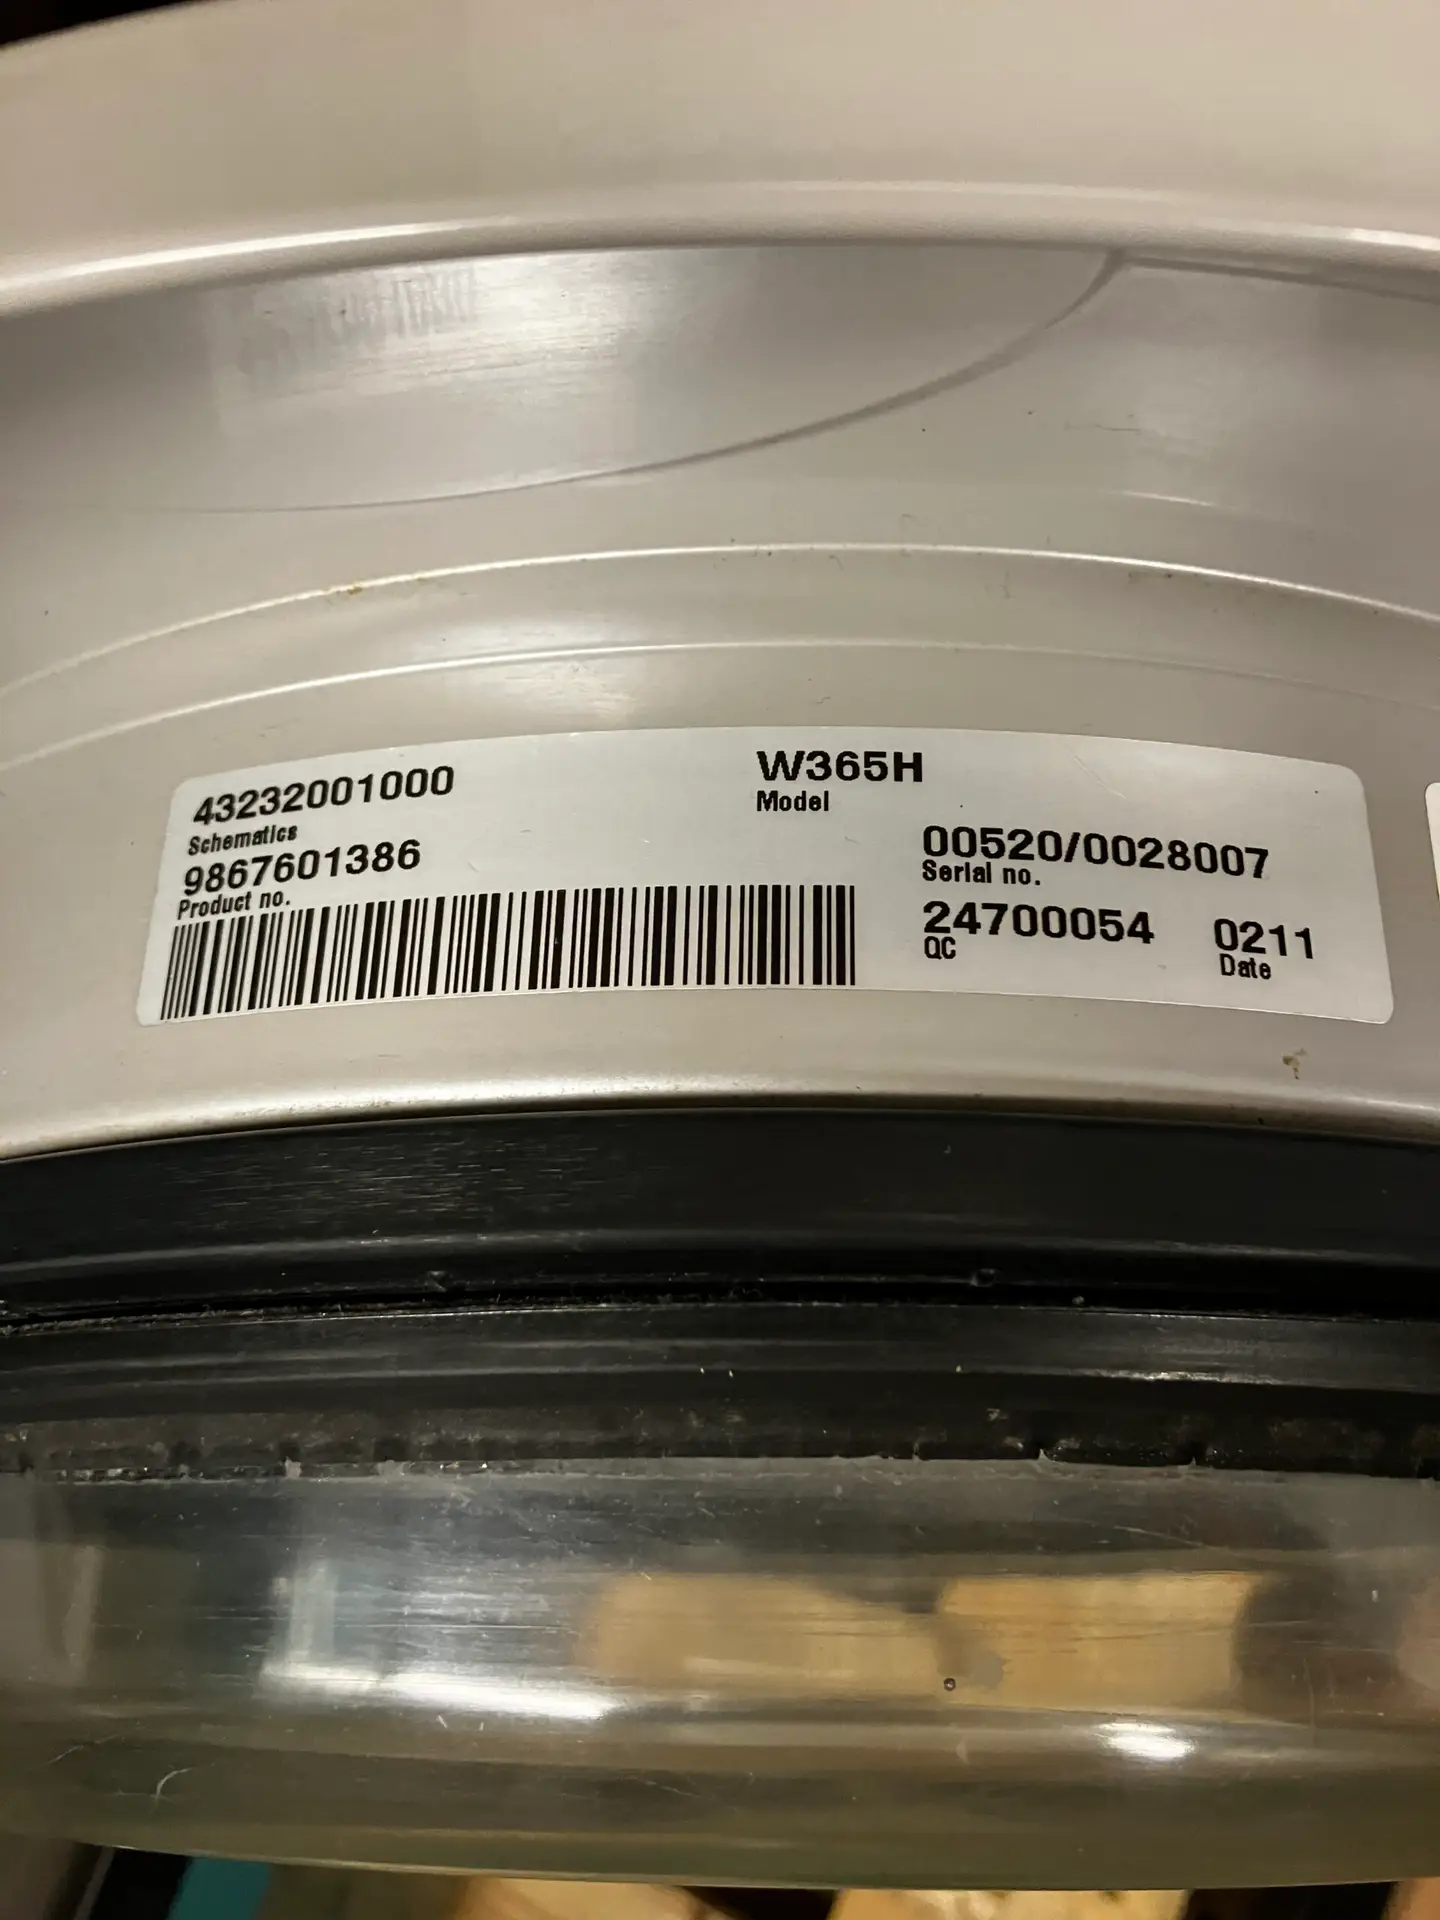 43232001000
Schematics
9867601386
Product no.
W365H
Model
00520/0028007
Serial no.
24700054 0211
QC Date